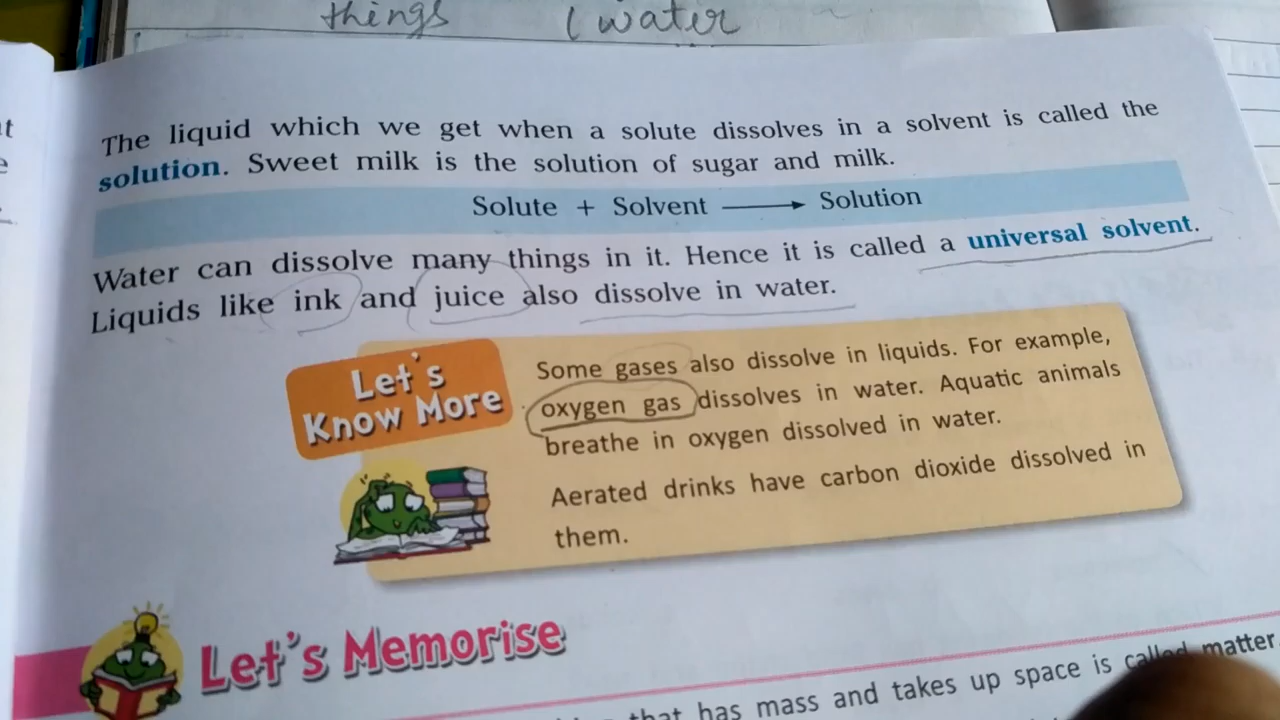 things (water
The liquid which we get when a solute dissolves in a solvent is called the
solution. Sweet milk is the solution of sugar and milk.
Solute + Solvent ⟶ Solution
Water can dissolve many things in it. Hence it is called a universal solvent.
Liquids like ink and juice also dissolve in water.
Let's
Know More
Some gases also dissolve in liquids. For example,
oxygen gas dissolves in water. Aquatic animals
breathe in oxygen dissolved in water.
Aerated drinks have carbon dioxide dissolved in
them.
Let's Memorise
that has mass and takes up space is called matter.